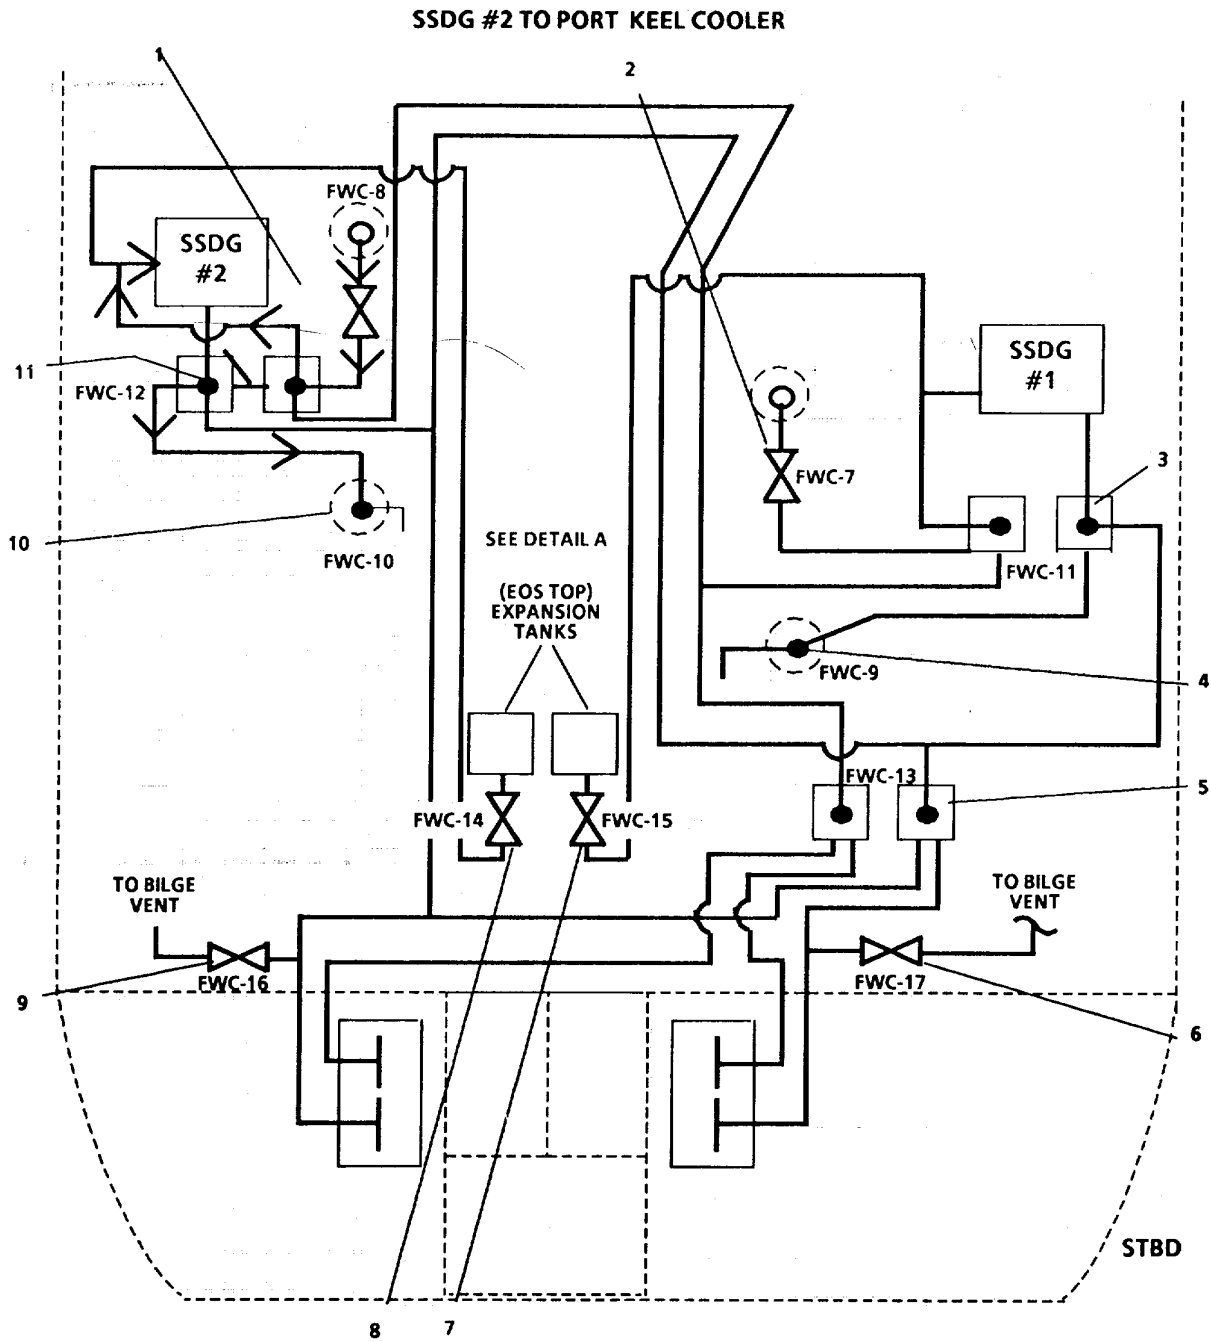 SSDG #2 TO PORT KEEL COOLER
1
2
FWC-8
SSDG
#2
SSDG
#1
11
FWC-12
3
FWC-7
10
FWC-10
SEE DETAIL A
FWC-11
(EOS TOP)
EXPANSION
TANKS
FWC-9
4
FWC-13
5
FWC-14
FWC-15
TO BILGE
VENT
TO BILGE
VENT
FWC-16
FWC-17
9
6
STBD
8
7